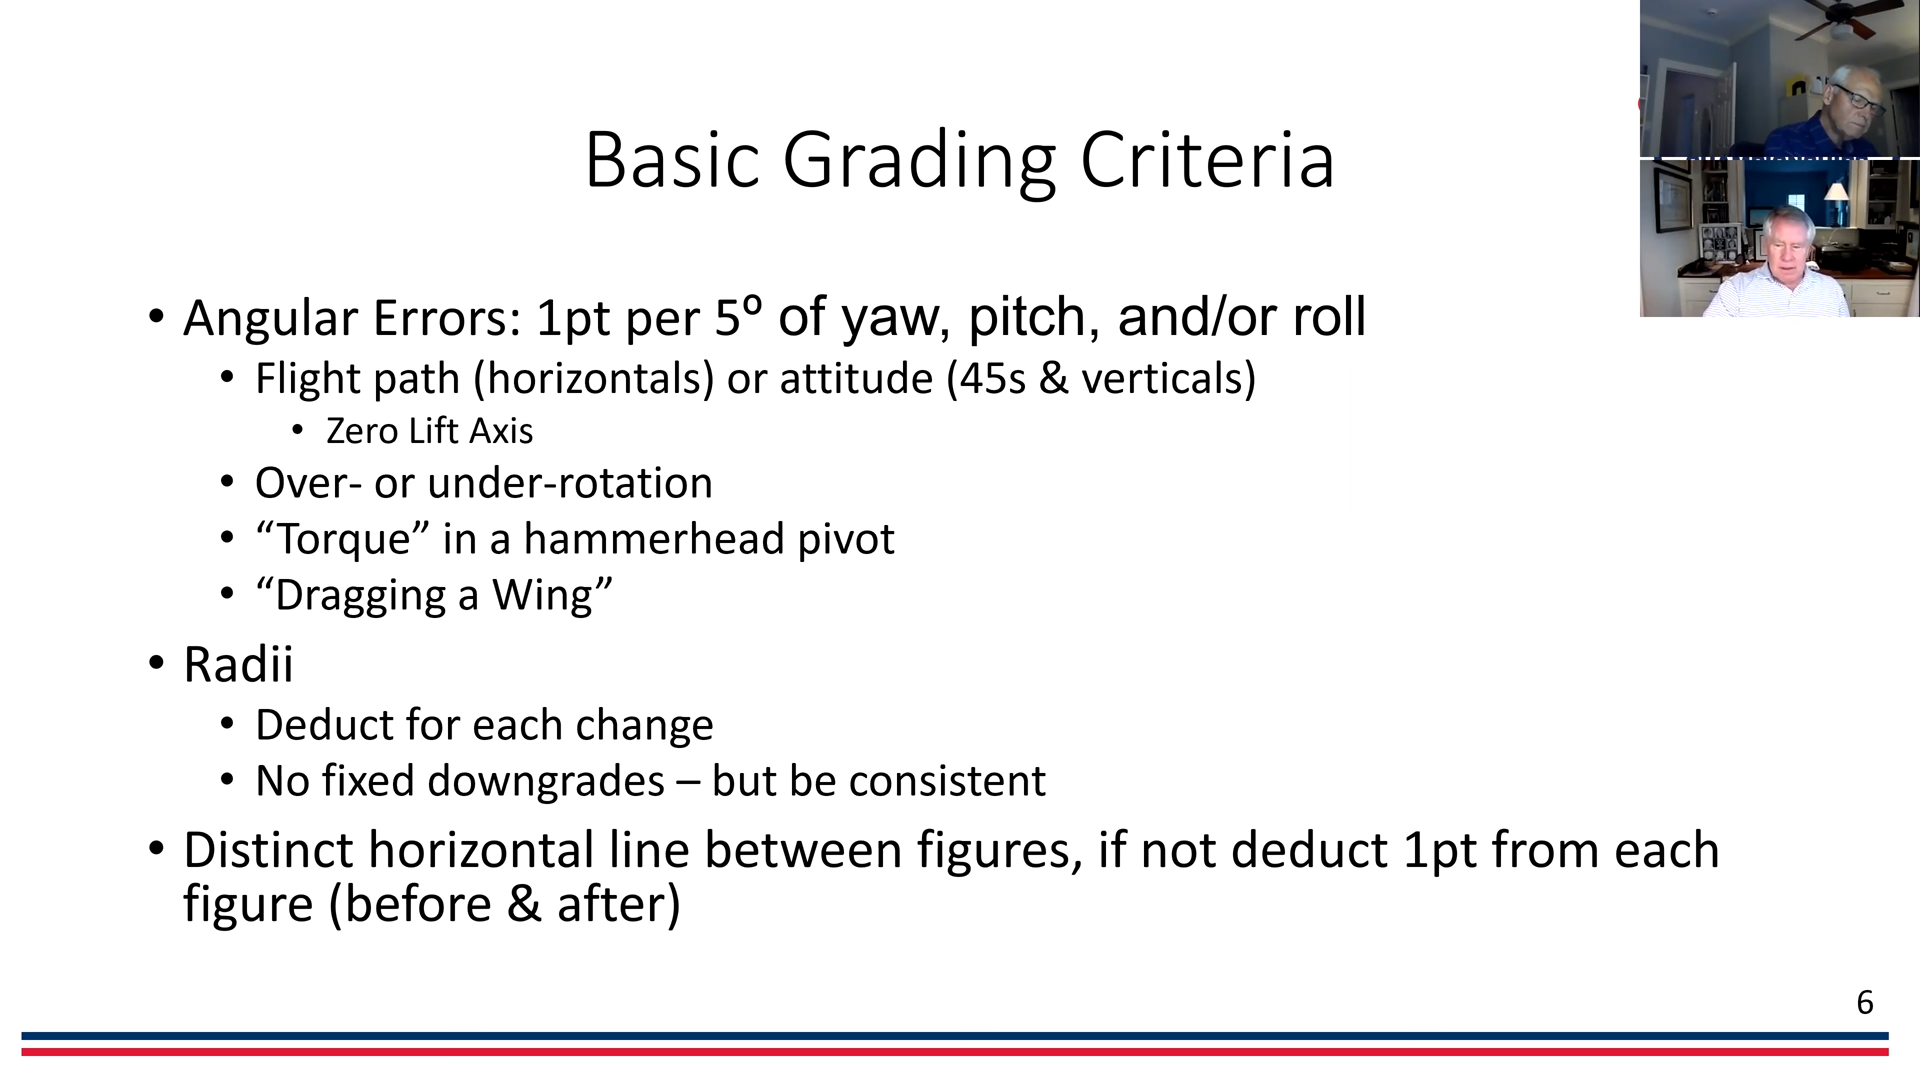 Basic Grading Criteria
• Angular Errors: 1pt per 5º of yaw, pitch, and/or roll
• Flight path (horizontals) or attitude (45s & verticals)
• Zero Lift Axis
• Over- or under-rotation
• “Torque” in a hammerhead pivot
• “Dragging a Wing”
• Radii
• Deduct for each change
• No fixed downgrades – but be consistent
• Distinct horizontal line between figures, if not deduct 1pt from each
figure (before & after)
6